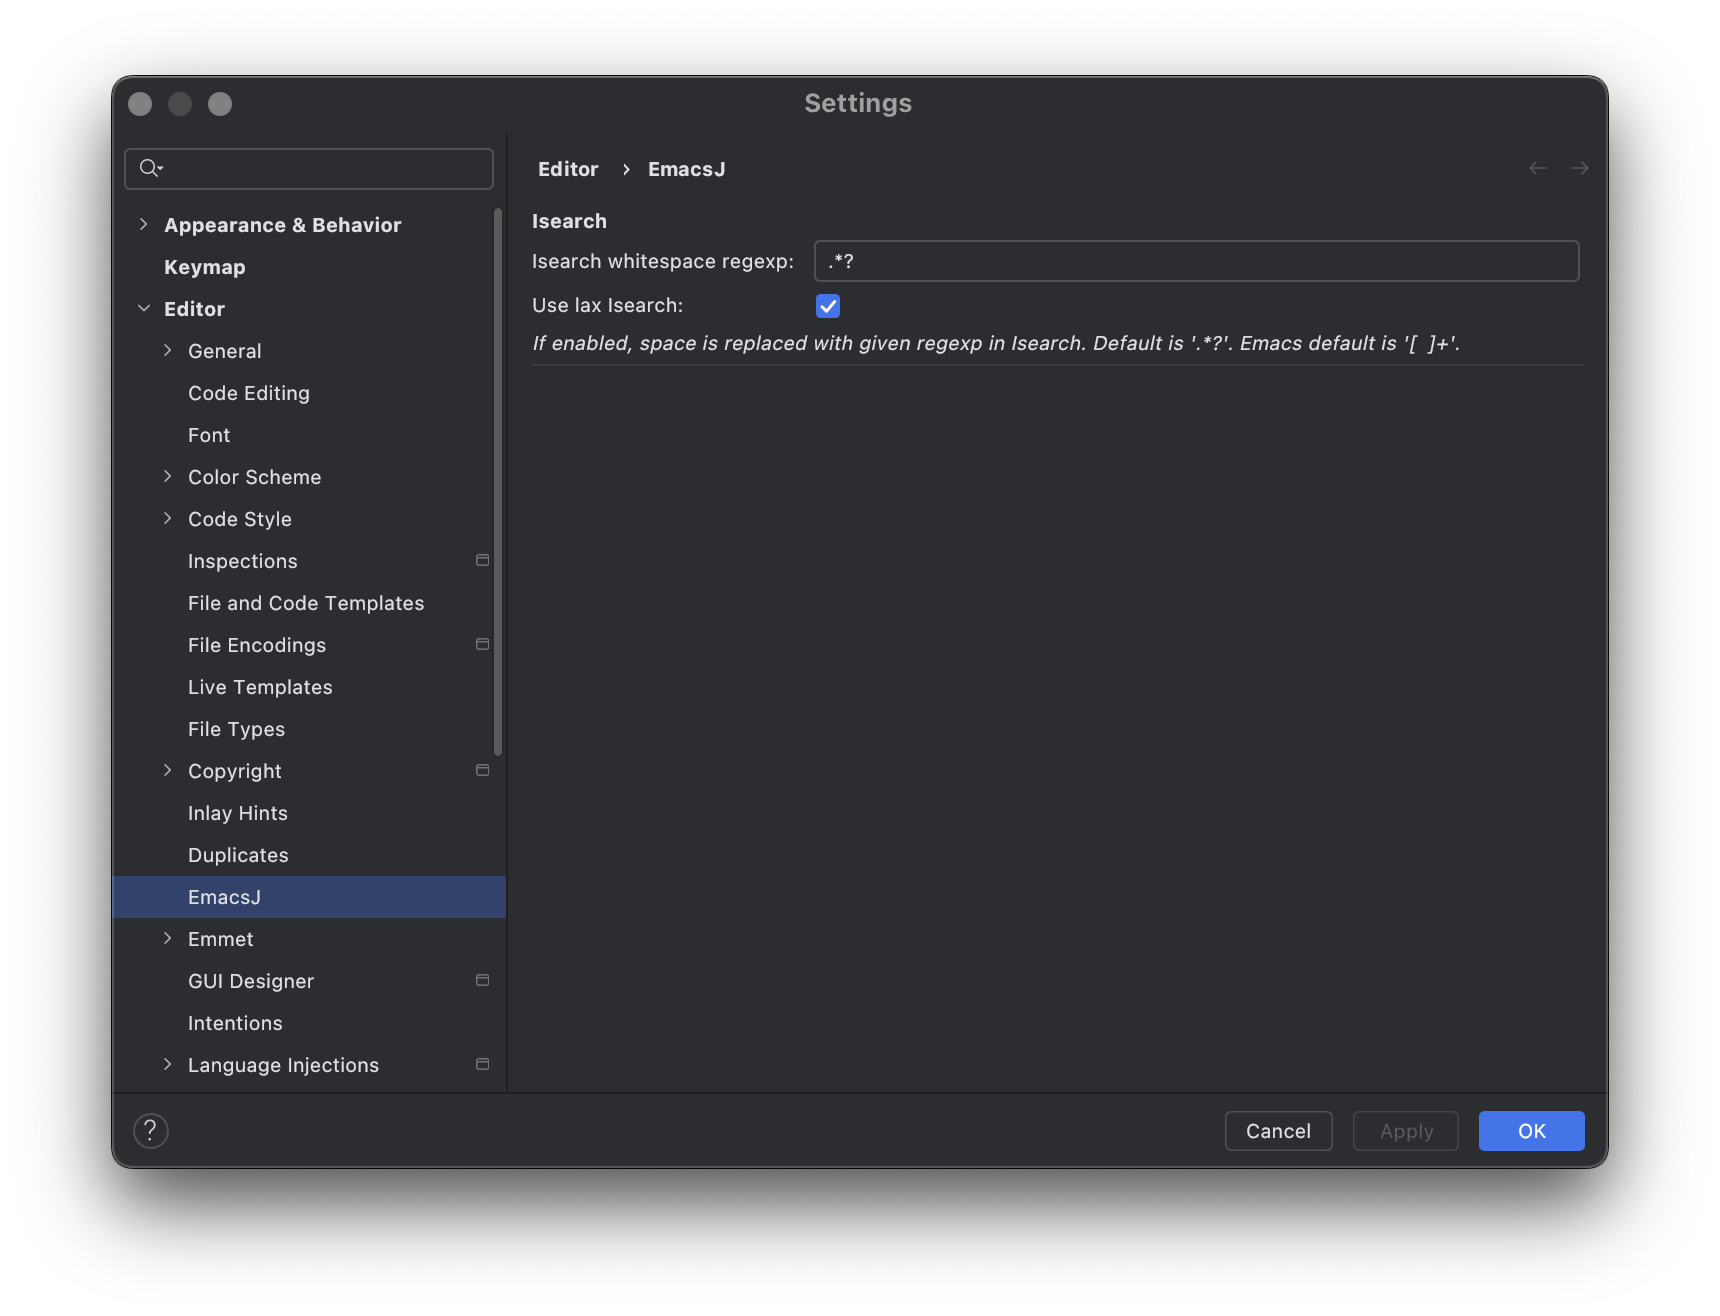 Settings
Appearance & Behavior
Keymap
Editor
General
Code Editing
Font
Color Scheme
Code Style
Inspections
File and Code Templates
File Encodings
Live Templates
File Types
Copyright
Inlay Hints
Duplicates
EmacsJ
Emmet
GUI Designer
Intentions
Language Injections
Editor › EmacsJ
Isearch
Isearch whitespace regexp: .*?
Use lax Isearch:
If enabled, space is replaced with given regexp in Isearch. Default is '.*?'. Emacs default is '[  ]+'.
?
Cancel Apply OK